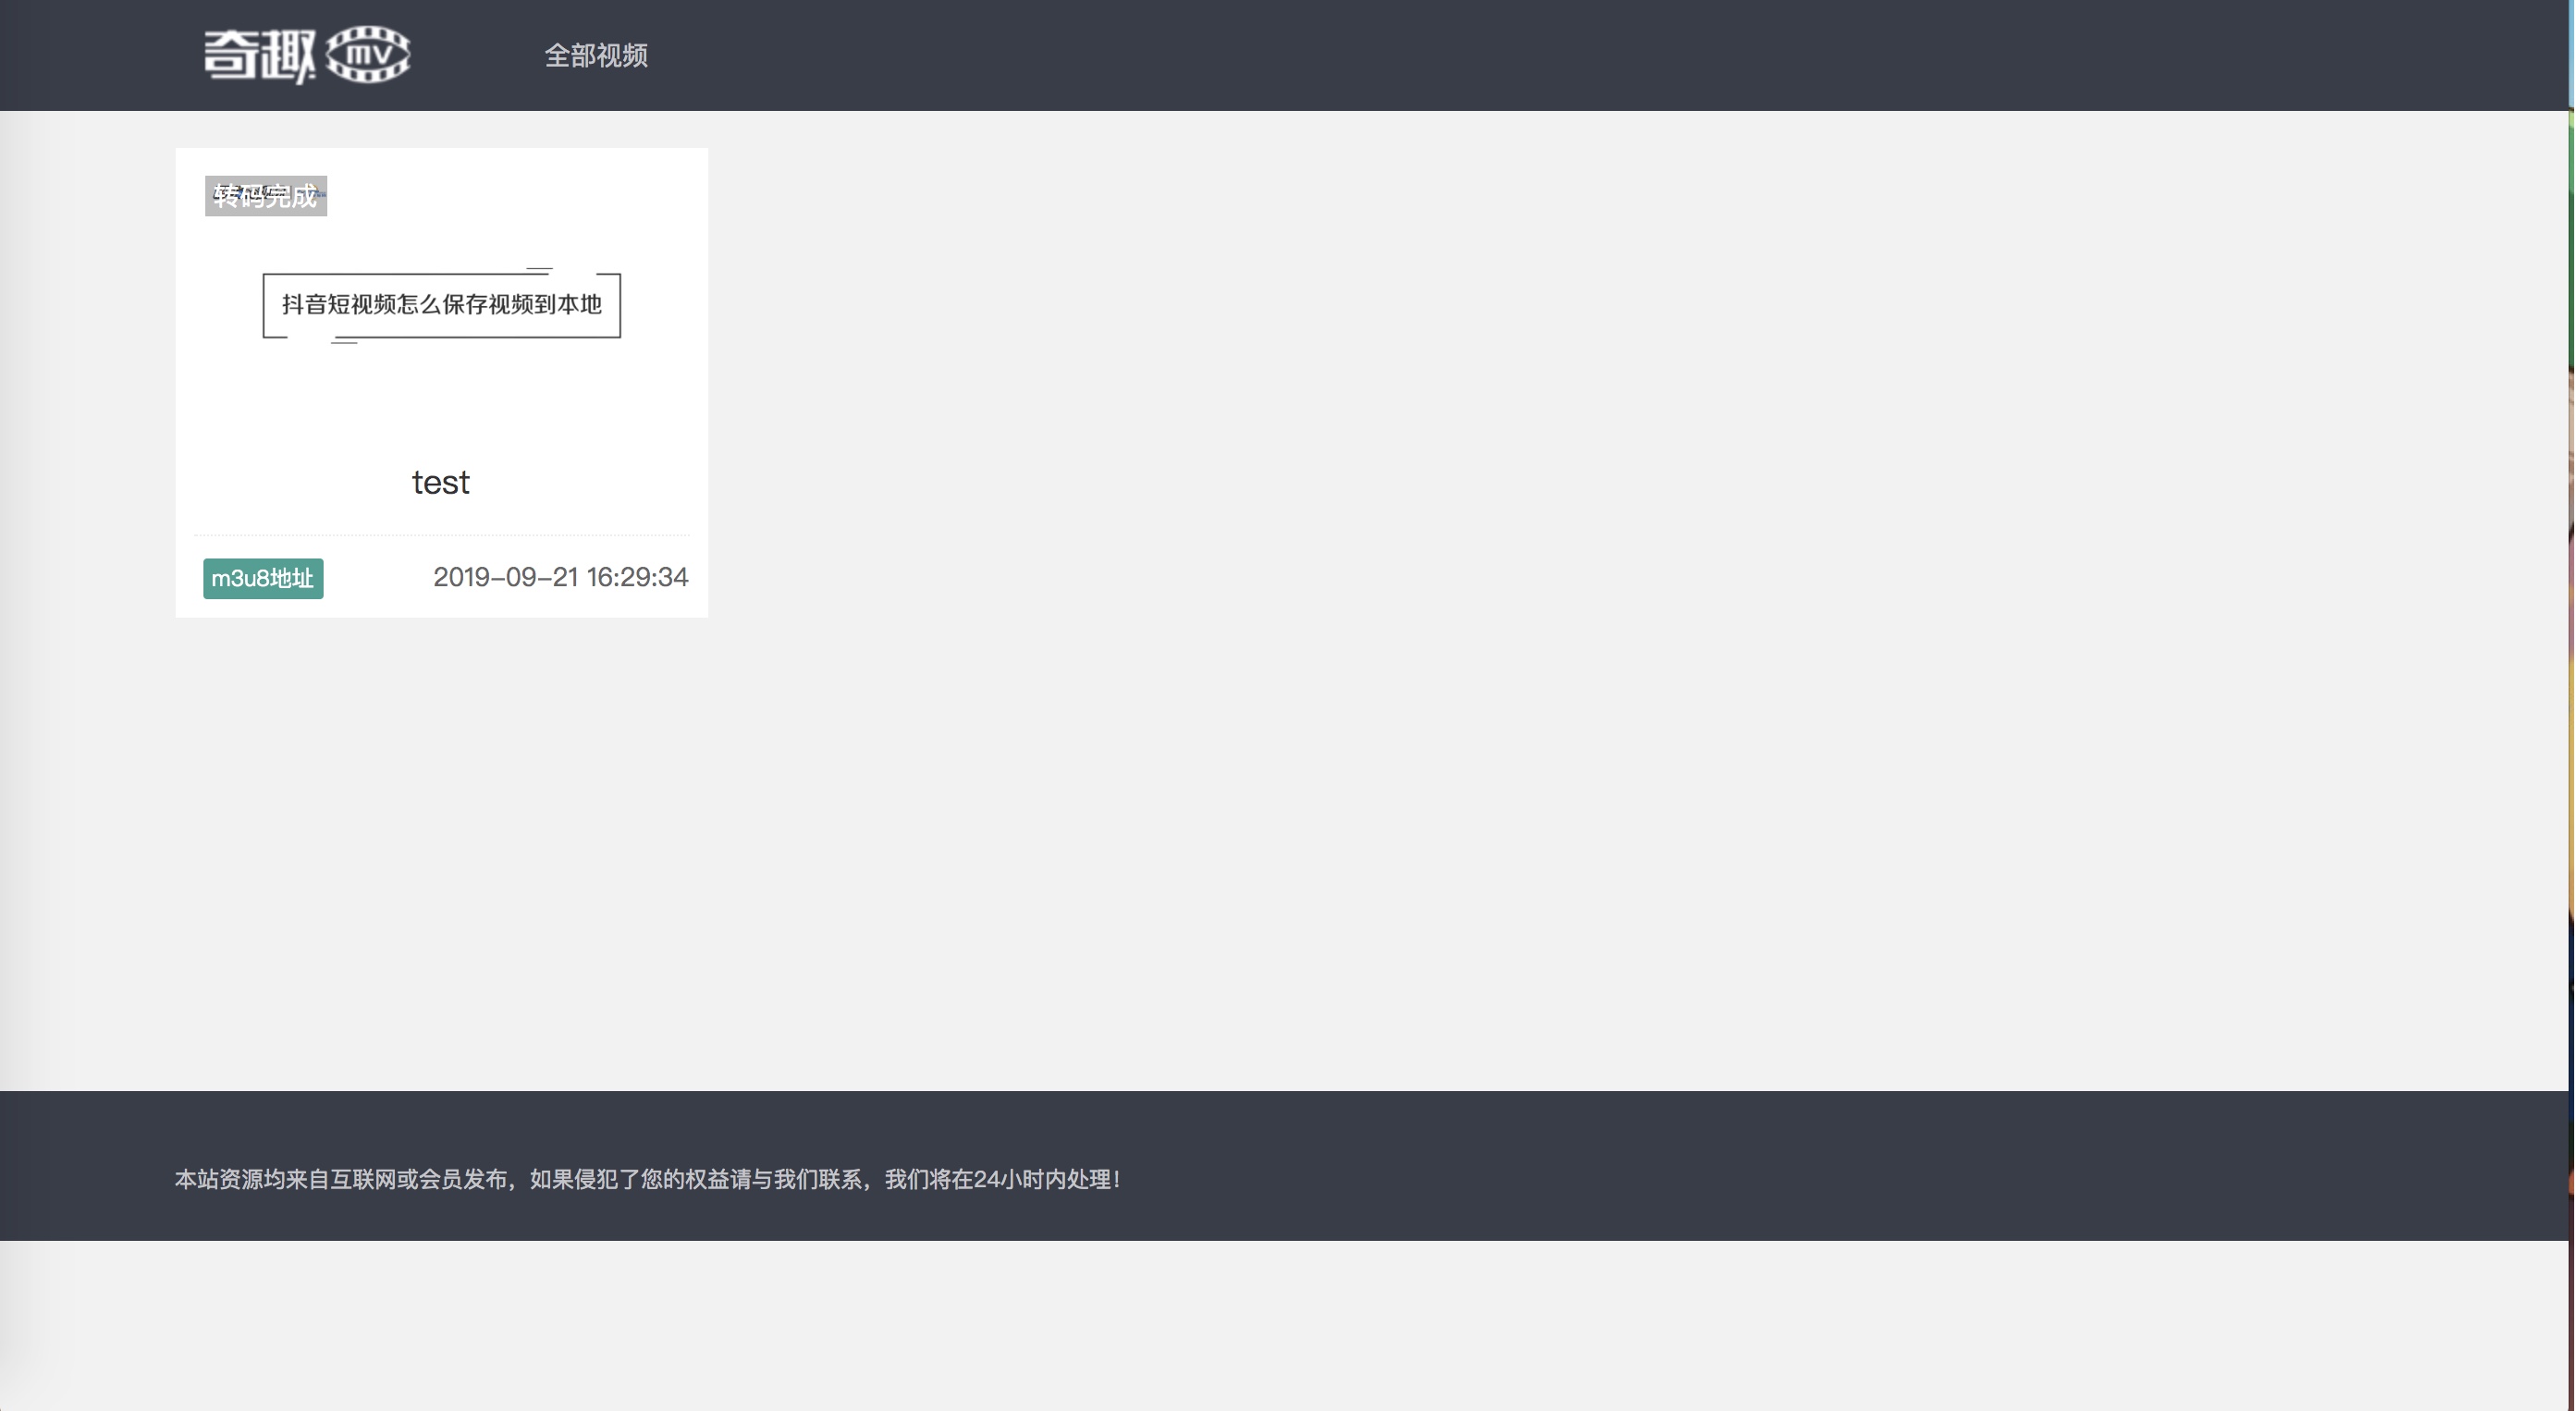 奇趣 mv
全部视频
转码完成
抖音短视频怎么保存视频到本地
test
m3u8地址 2019-09-21 16:29:34
本站资源均来自互联网或会员发布，如果侵犯了您的权益请与我们联系，我们将在24小时内处理！